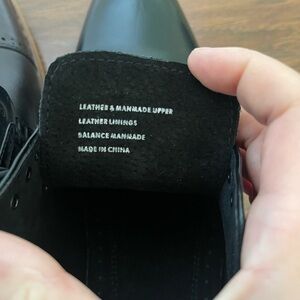 LEATHER & MANMADE UPPER
LEATHER LININGS
BALANCE MANMADE
MADE IN CHINA